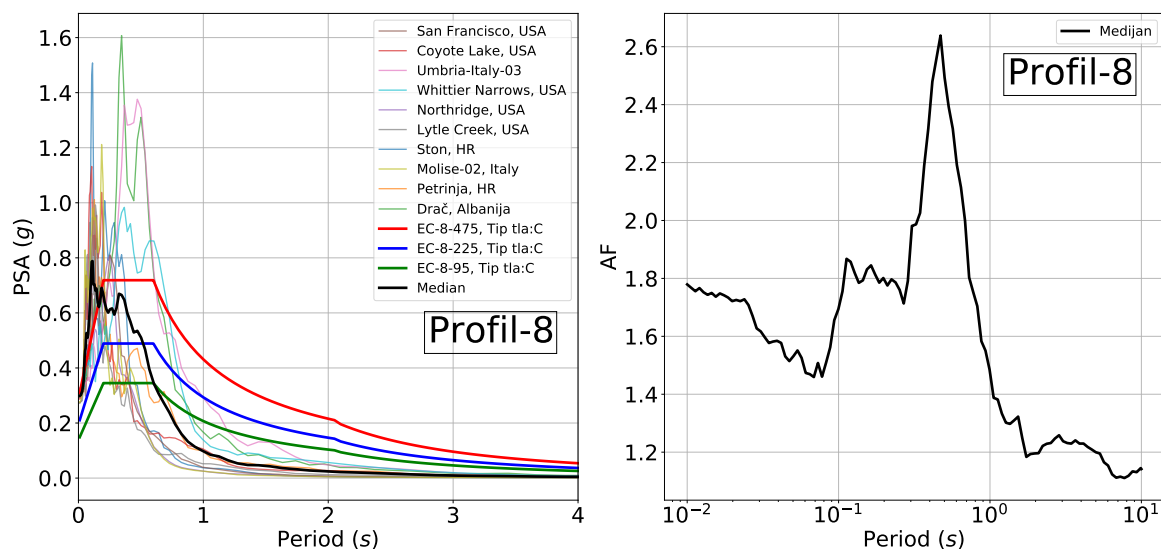 PSA (g)
1.6
1.4
1.2
1.0
0.8
0.6
0.4
0.2
0.0
San Francisco, USA
Coyote Lake, USA
Umbria-Italy-03
Whittier Narrows, USA
Northridge, USA
Lytle Creek, USA
Ston, HR
Molise-02, Italy
Petrinja, HR
Drač, Albanija
EC-8-475, Tip tla:C
EC-8-225, Tip tla:C
EC-8-95, Tip tla:C
Median
Profil-8
0 1 2 3 4
Period (s)
AF
2.6
2.4
2.2
2.0
1.8
1.6
1.4
1.2
Medijan
Profil-8
10⁻² 10⁻¹ 10⁰ 10¹
Period (s)